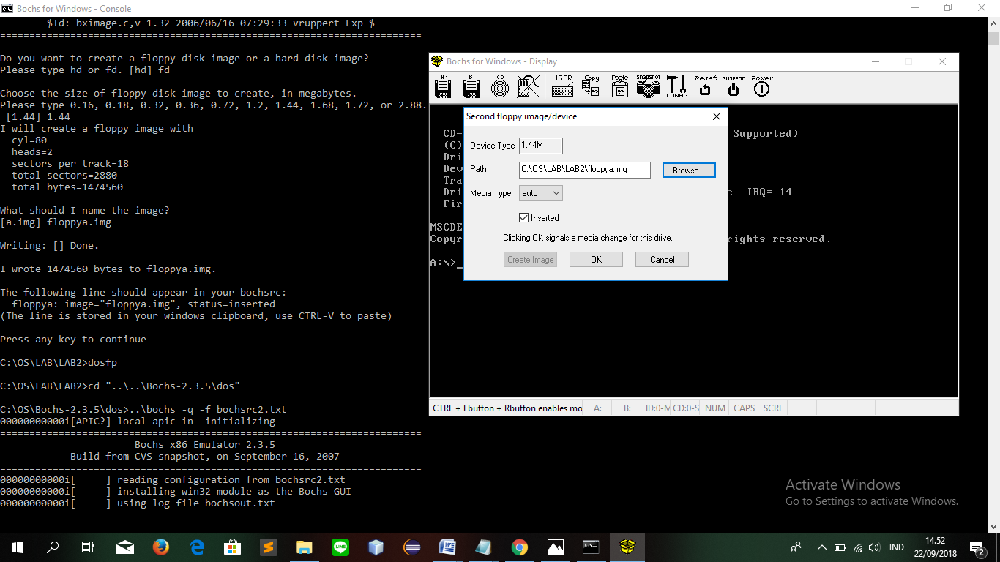 Bochs for Windows - Console
$Id: bximage.c,v 1.32 2006/06/16 07:29:33 vruppert Exp $
========================================================================
Do you want to create a floppy disk image or a hard disk image?
Please type hd or fd. [hd] fd
Choose the size of floppy disk image to create, in megabytes.
Please type 0.16, 0.18, 0.32, 0.36, 0.72, 1.2, 1.44, 1.68, 1.72, or 2.88.
[1.44] 1.44
I will create a floppy image with
cyl=80
heads=2
sectors per track=18
total sectors=2880
total bytes=1474560
What should I name the image?
[a.img] floppya.img
Writing: [] Done.
I wrote 1474560 bytes to floppya.img.
The following line should appear in your bochsrc:
floppya: image="floppya.img", status=inserted
(The line is stored in your windows clipboard, use CTRL-V to paste)
Press any key to continue
C:\OS\LAB\LAB2>dosfp
C:\OS\LAB\LAB2>cd "..\..\Bochs-2.3.5\dos"
C:\OS\Bochs-2.3.5\dos>..\bochs -q -f bochsrc2.txt
00000000000i[APIC?] local apic in  initializing
========================================================================
Bochs x86 Emulator 2.3.5
Build from CVS snapshot, on September 16, 2007
========================================================================
00000000000i[     ] reading configuration from bochsrc2.txt
00000000000i[     ] installing win32 module as the Bochs GUI
00000000000i[     ] using log file bochsout.txt
Bochs for Windows - Display
A: B: CD USER Copy Paste snapshot CONFIG Reset SUSPEND Power
CD- Supported)
(C)
Dri
Dev
Tra
Dri e IRQ= 14
Fir
MSCDE
Copyr rights reserved.
A:\>_
Second floppy image/device
Device Type 1.44M
Path C:\OS\LAB\LAB2\floppya.img Browse...
Media Type auto
Inserted
Clicking OK signals a media change for this drive.
Create Image OK Cancel
CTRL + Lbutton + Rbutton enables mo A: B: HD:0-M CD:0-S NUM CAPS SCRL
Activate Windows
Go to Settings to activate Windows.
LINE
IND
14.52
22/09/2018
2